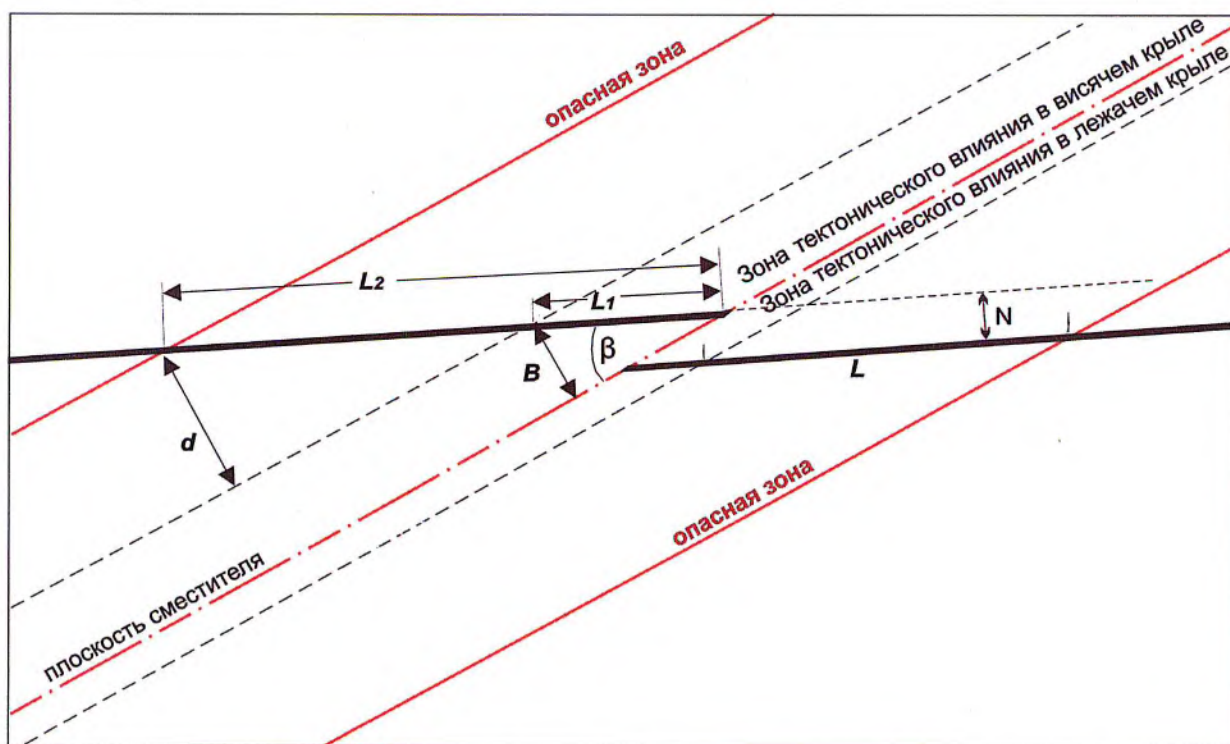 опасная зона
Зона тектонического влияния в висячем крыле
Зона тектонического влияния в лежачем крыле
L2
L1
N
β
B
L
d
опасная зона
плоскость сместителя